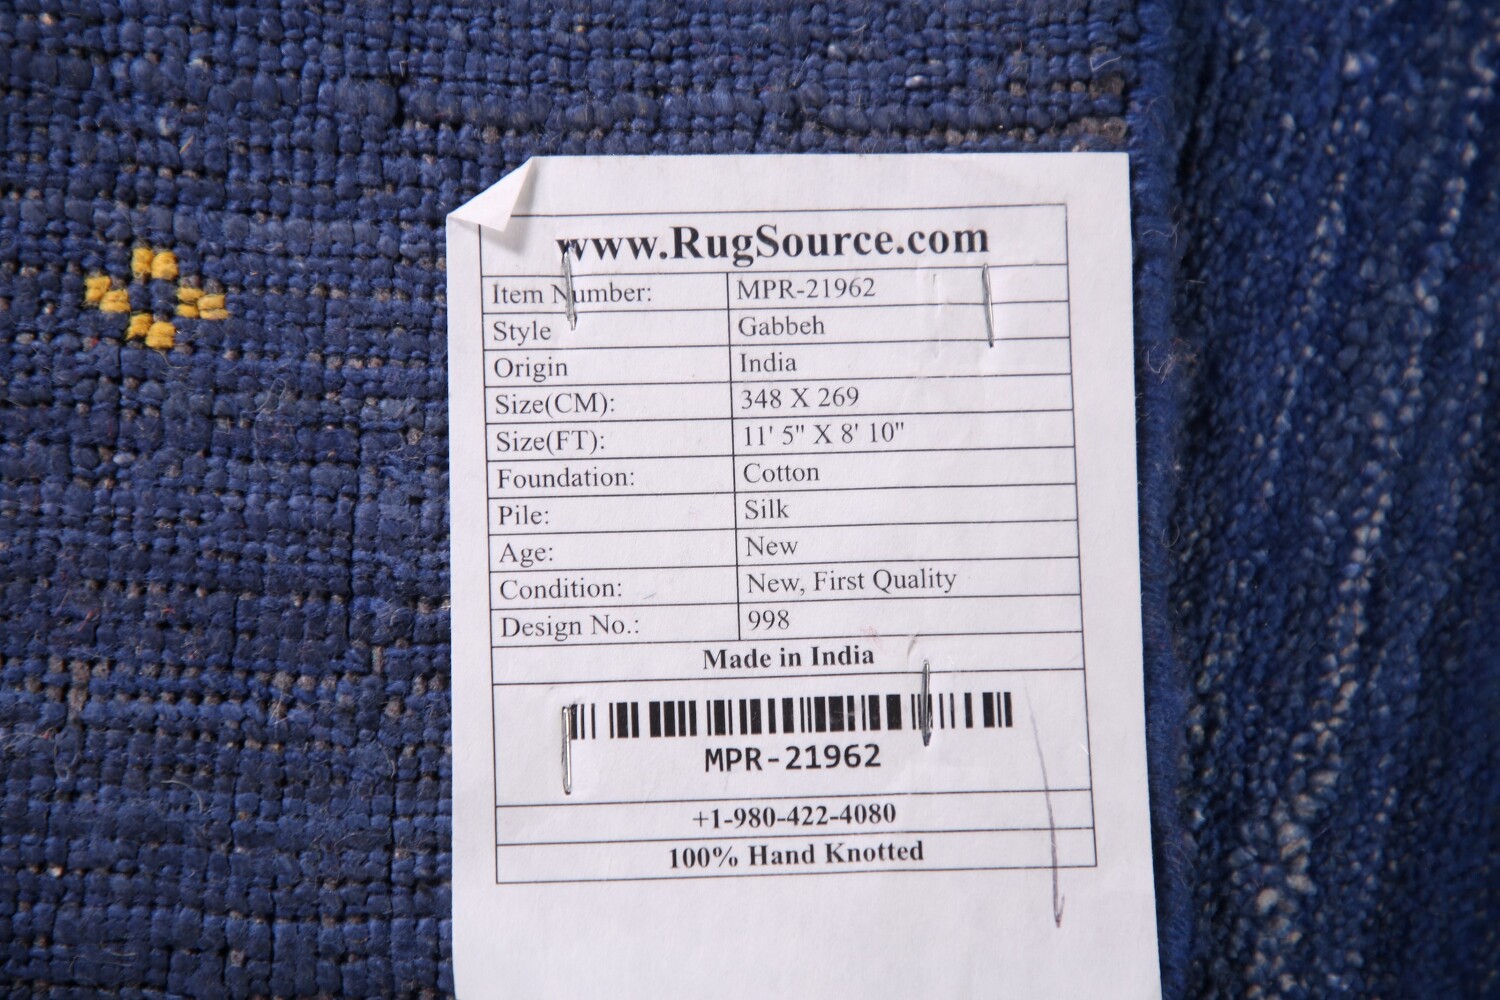 www.RugSource.com
Item Number: MPR-21962
Style Gabbeh
Origin India
Size(CM): 348 X 269
Size(FT): 11' 5" X 8' 10"
Foundation: Cotton
Pile: Silk
Age: New
Condition: New, First Quality
Design No.: 998
Made in India
MPR-21962
+1-980-422-4080
100% Hand Knotted